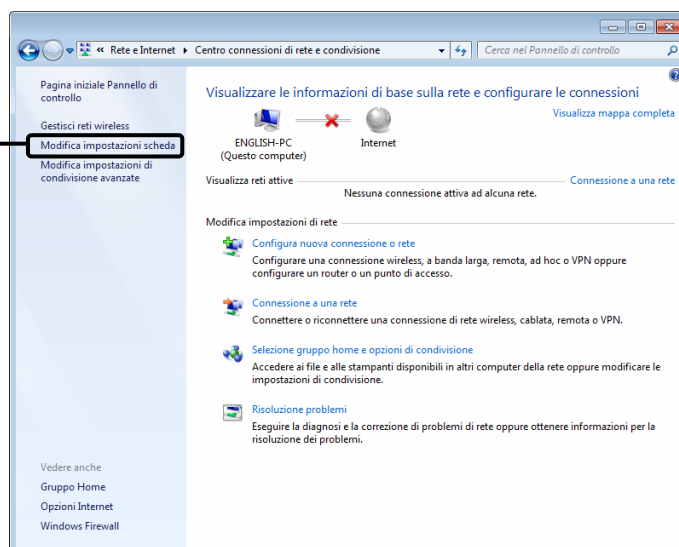 « Rete e Internet ▸ Centro connessioni di rete e condivisione
Cerca nel Pannello di controllo
Pagina iniziale Pannello di
controllo
Gestisci reti wireless
Modifica impostazioni scheda
Modifica impostazioni di
condivisione avanzate
Visualizzare le informazioni di base sulla rete e configurare le connessioni
Visualizza mappa completa
ENGLISH-PC
(Questo computer)
Internet
Visualizza reti attive
Connessione a una rete
Nessuna connessione attiva ad alcuna rete.
Modifica impostazioni di rete
Configura nuova connessione o rete
Configurare una connessione wireless, a banda larga, remota, ad hoc o VPN oppure
configurare un router o un punto di accesso.
Connessione a una rete
Connettere o riconnettere una connessione di rete wireless, cablata, remota o VPN.
Selezione gruppo home e opzioni di condivisione
Accedere ai file e alle stampanti disponibili in altri computer della rete oppure modificare le
impostazioni di condivisione.
Risoluzione problemi
Eseguire la diagnosi e la correzione di problemi di rete oppure ottenere informazioni per la
risoluzione dei problemi.
Vedere anche
Gruppo Home
Opzioni Internet
Windows Firewall